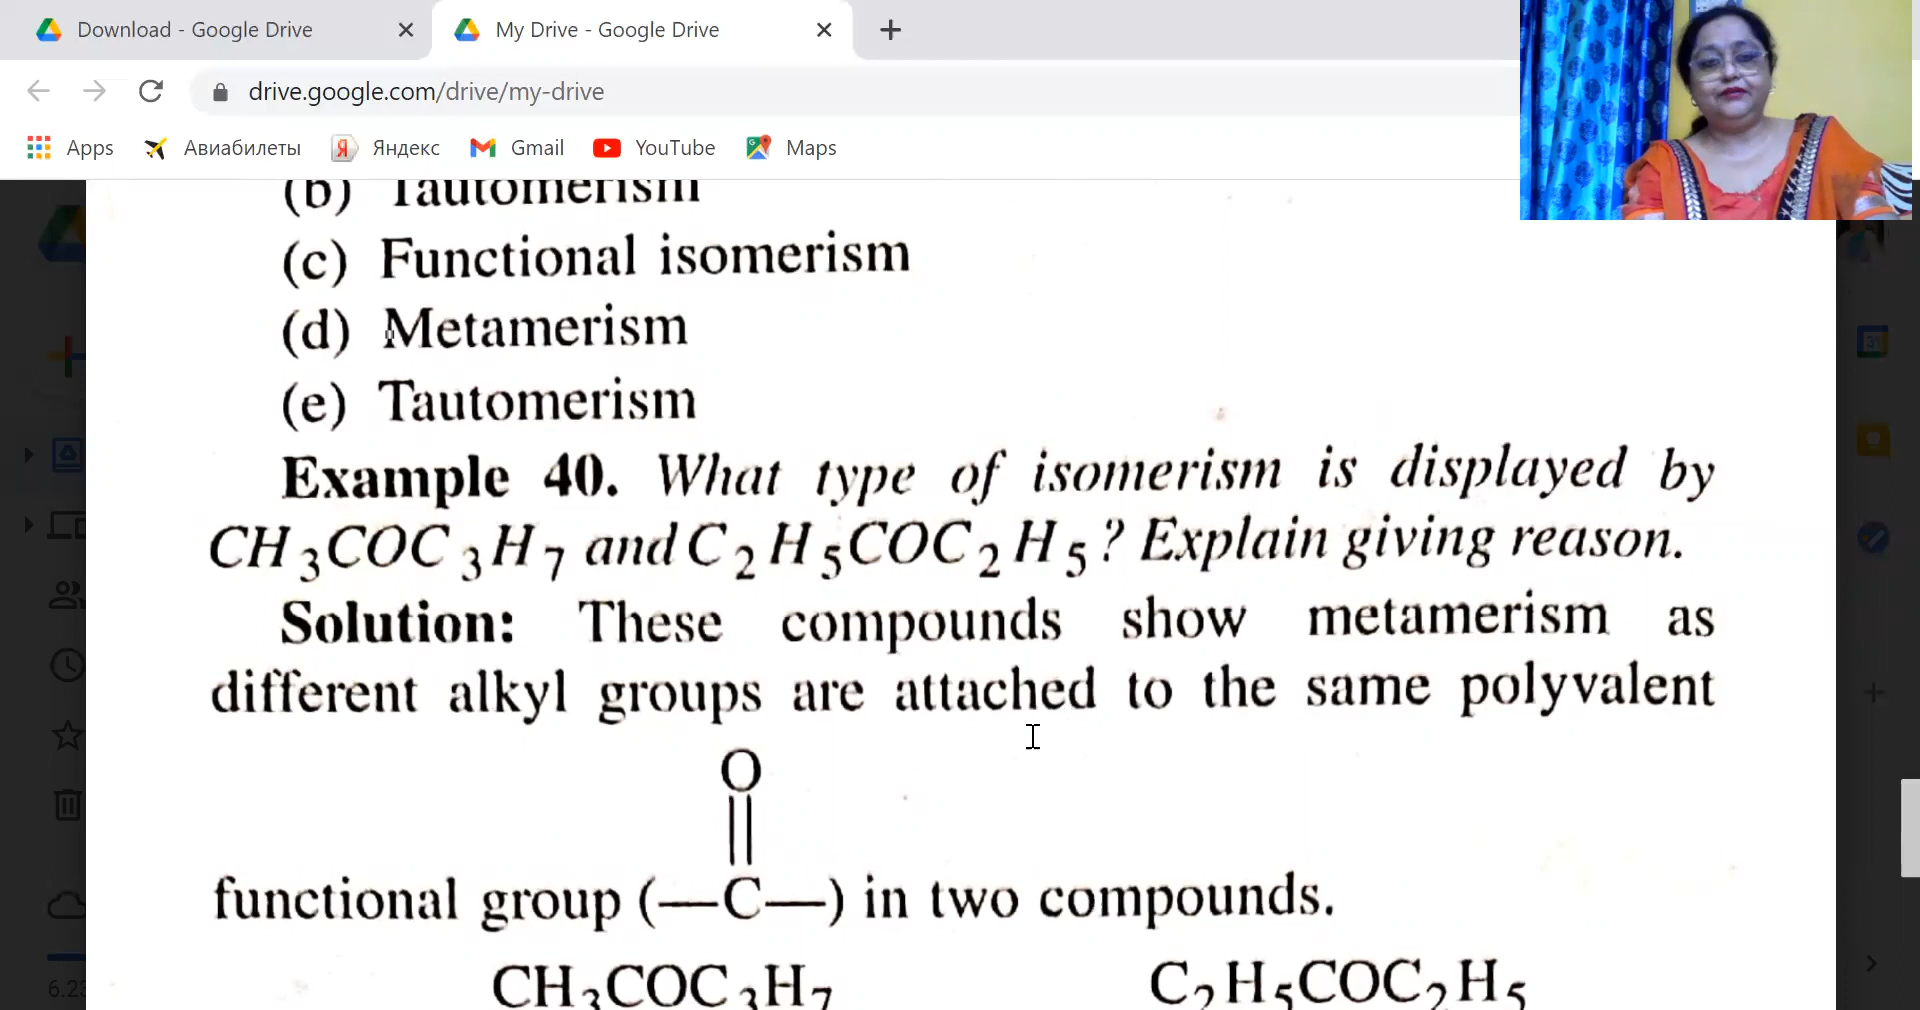 Download - Google Drive
My Drive - Google Drive
drive.google.com/drive/my-drive
Apps
Авиабилеты
Яндекс
Gmail
YouTube
Maps
(b) Tautomerism
(c) Functional isomerism
(d) Metamerism
(e) Tautomerism
Example 40. What type of isomerism is displayed by
CH₃COC₃H₇ and C₂H₅COC₂H₅? Explain giving reason.
Solution: These compounds show metamerism as
different alkyl groups are attached to the same polyvalent
O
functional group (—C—) in two compounds.
CH₃COC₃H₇ C₂H₅COC₂H₅